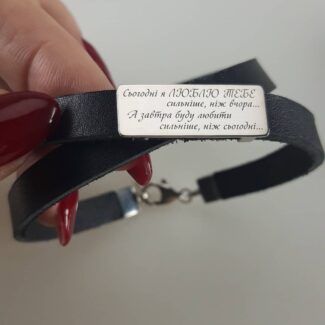 Сьогодні я ЛЮБЛЮ ТЕБЕ
сильніше, ніж вчора...
А завтра буду любити
сильніше, ніж сьогодні...